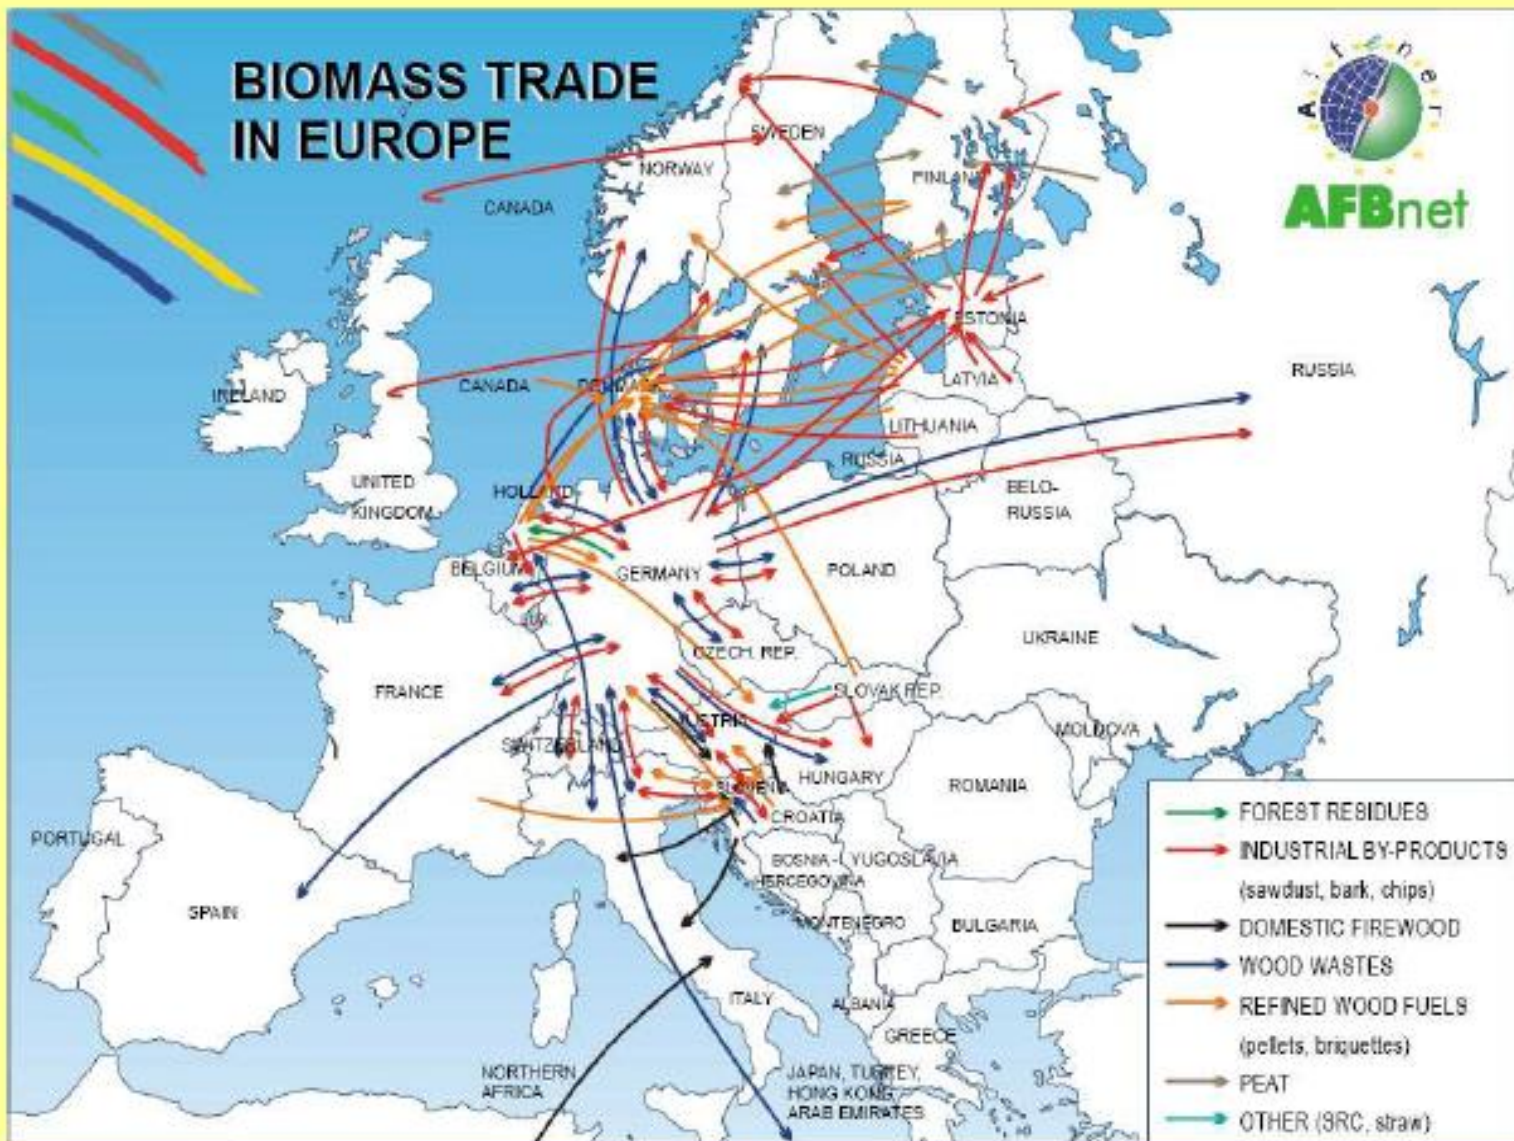 BIOMASS TRADE
IN EUROPE
Afener
AFBnet
SWEDEN
NORWAY
FINLAND
CANADA
ESTONIA
RUSSIA
IRELAND
CANADA
DENMARK
LATVIA
LITHUANIA
RUSSIA
UNITED
KINGDOM
HOLLAND
BELO-
RUSSIA
BELGIUM
GERMANY
POLAND
LUX.
UKRAINE
CZECH. REP.
FRANCE
SLOVAK REP.
AUSTRIA
MOLDOVA
SWITZERLAND
HUNGARY
SLOVENIA
ROMANIA
CROATIA
PORTUGAL
BOSNIA-
HERCEGOVINA
YUGOSLAVIA
SPAIN
MONTENEGRO
BULGARIA
ITALY
ALBANIA
GREECE
NORTHERN
AFRICA
JAPAN, TURKEY,
HONG KONG,
ARAB EMIRATES
FOREST RESIDUES
INDUSTRIAL BY-PRODUCTS
(sawdust, bark, chips)
DOMESTIC FIREWOOD
WOOD WASTES
REFINED WOOD FUELS
(pellets, briquettes)
PEAT
OTHER (SRC, straw)